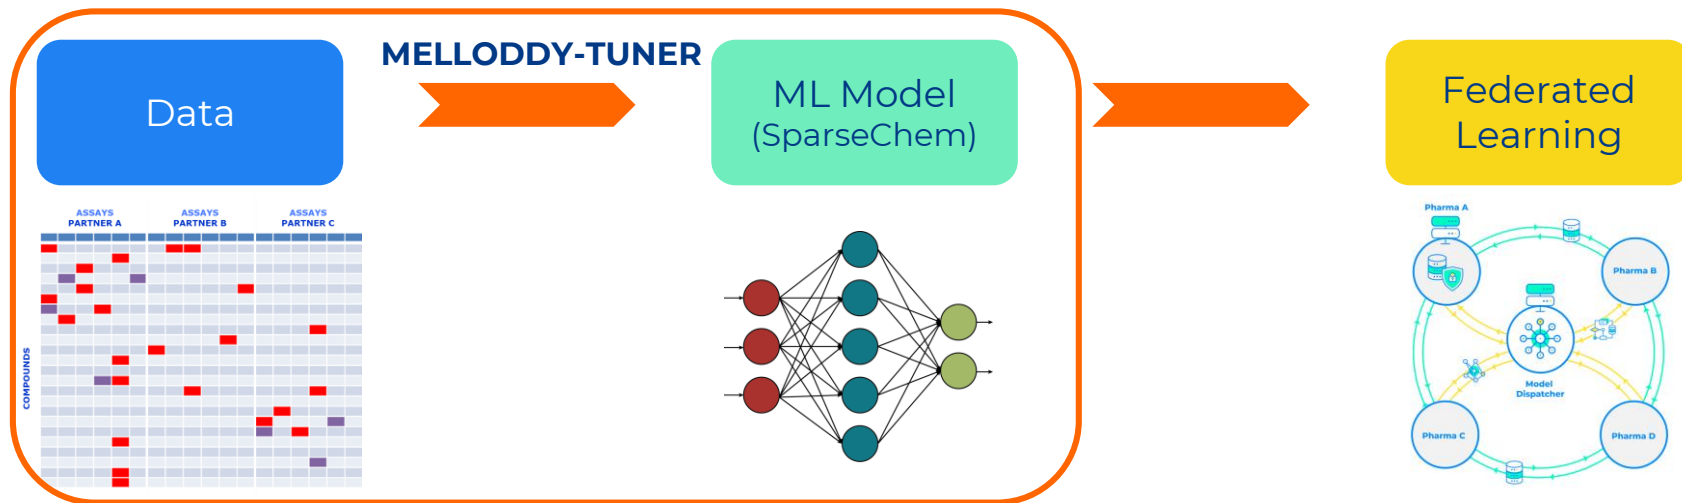 Data
MELLODDY-TUNER
ML Model
(SparseChem)
Federated
Learning
ASSAYS
PARTNER A
ASSAYS
PARTNER B
ASSAYS
PARTNER C
COMPOUNDS
Pharma A
Pharma B
Model
Dispatcher
Pharma C
Pharma D